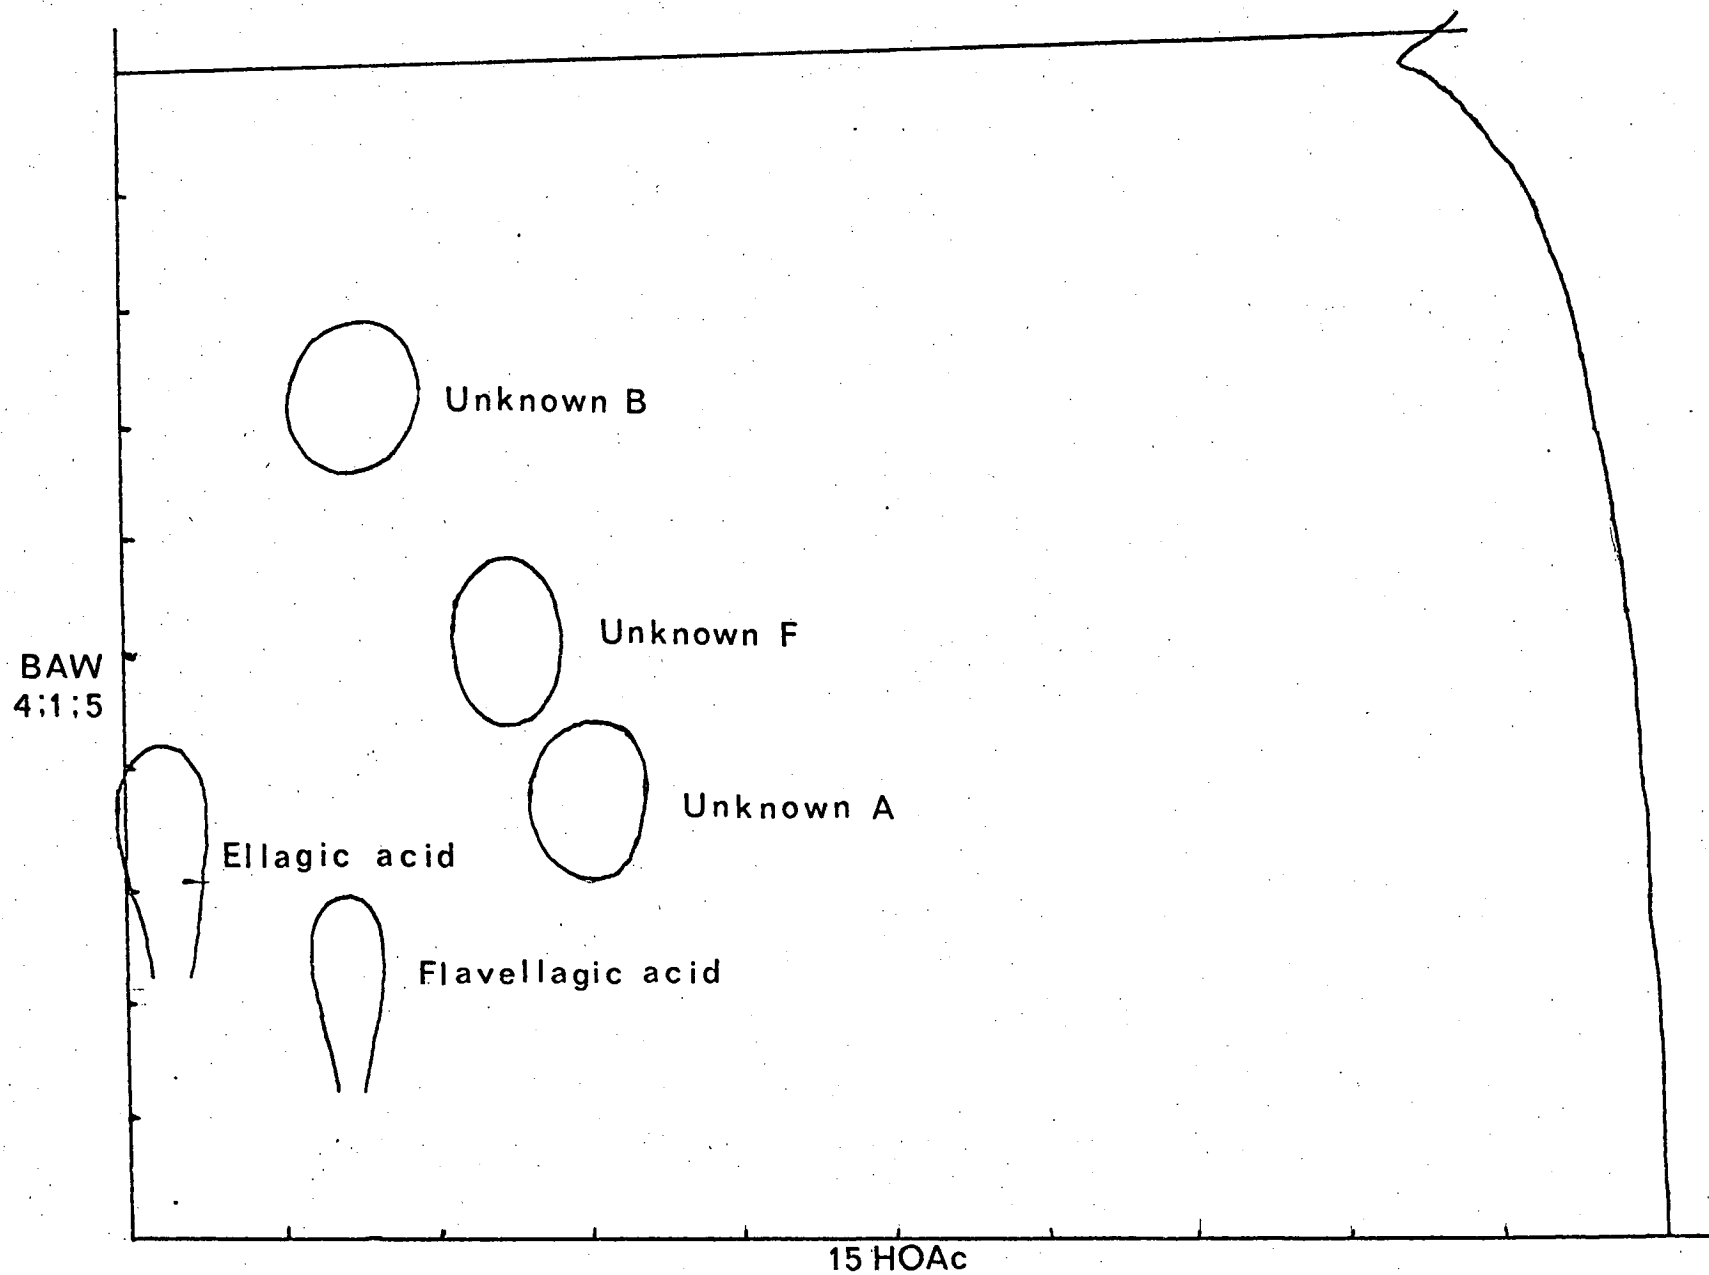 Unknown B
Unknown F
BAW
4;1;5
Unknown A
Ellagic acid
Flavellagic acid
15 HOAc